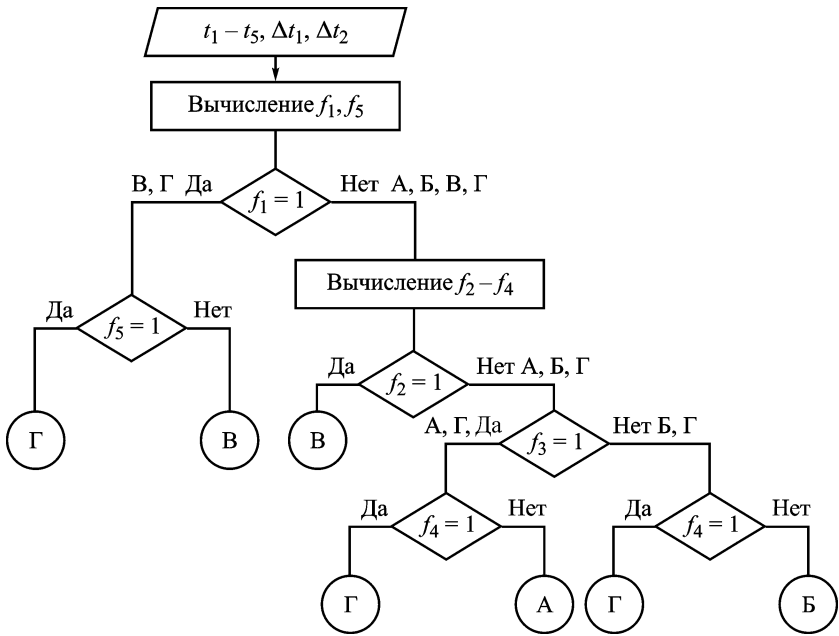 t1 – t5, Δt1, Δt2
Вычисление f1, f5
В, Г Да
f1 = 1
Нет А, Б, В, Г
Вычисление f2 – f4
Да
f5 = 1
Нет
Да
f2 = 1
Нет А, Б, Г
Г
В
В
А, Г, Да
f3 = 1
Нет Б, Г
Да
f4 = 1
Нет
Да
f4 = 1
Нет
Г
А
Г
Б